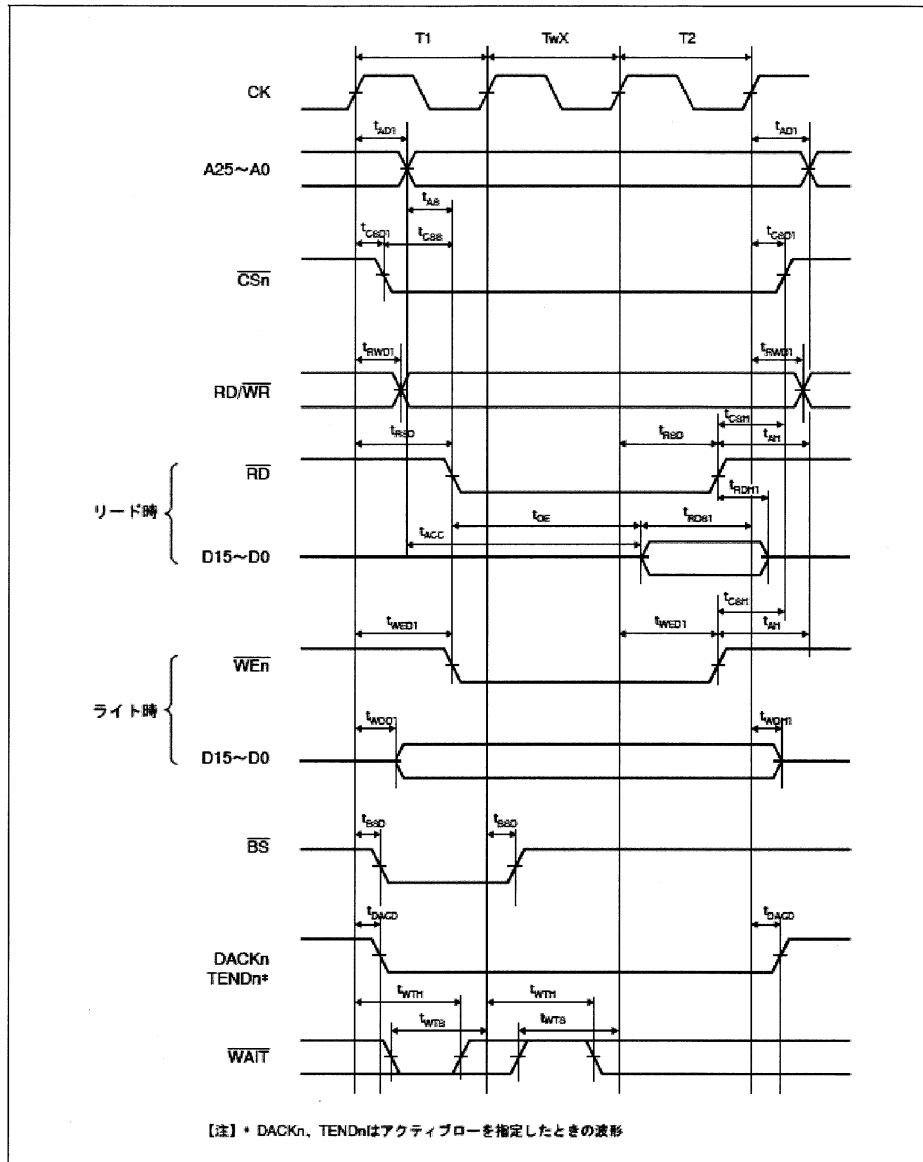 T1 TwX T2
CK
tAD1 tAD1
A25～A0
tAS
tCSD1 tCSS tCSD1
CSn
tRWD1 tRWD1
RD/WR
tCSH
tRSD tRSD tAH
RD
tRDH1
リード時
tOE tRDS1
tACC
D15～D0
tCSH
tWED1 tWED1 tAH
WEn
ライト時
tWDD1 tWDH1
D15～D0
tBSD tBSD
BS
tDACD tDACD
DACKn
TENDn*
tWTH tWTH
tWTS tWTS
WAIT
【注】* DACKn、TENDnはアクティブローを指定したときの波形